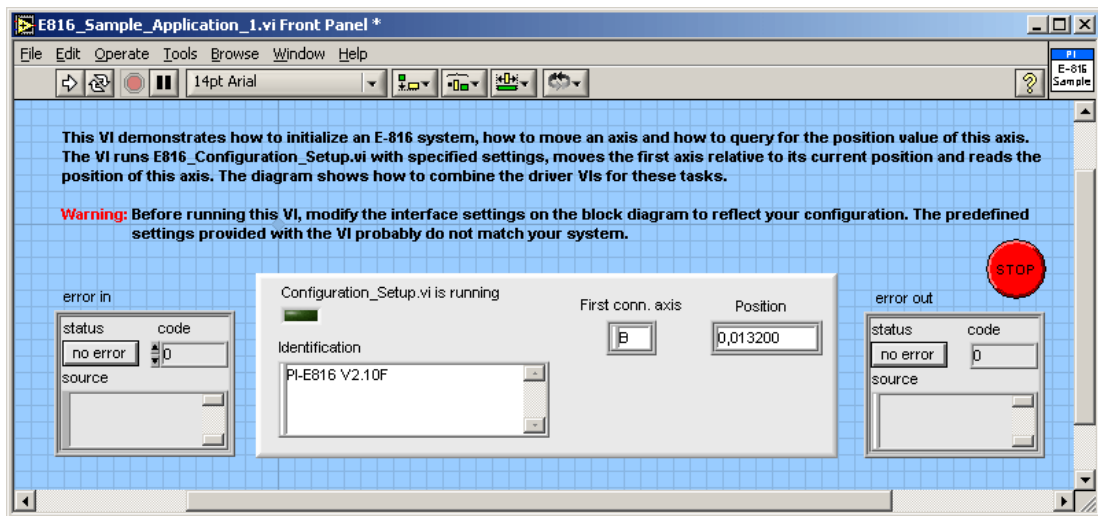 E816_Sample_Application_1.vi Front Panel *
File Edit Operate Tools Browse Window Help
14pt Arial
?
PI
E-816
Sample
This VI demonstrates how to initialize an E-816 system, how to move an axis and how to query for the position value of this axis.
The VI runs E816_Configuration_Setup.vi with specified settings, moves the first axis relative to its current position and reads the
position of this axis. The diagram shows how to combine the driver VIs for these tasks.
Warning: Before running this VI, modify the interface settings on the block diagram to reflect your configuration. The predefined
settings provided with the VI probably do not match your system.
STOP
error in
status code
no error 0
source
Configuration_Setup.vi is running
Identification
PI-E816 V2.10F
First conn. axis
B
Position
0,013200
error out
status code
no error 0
source